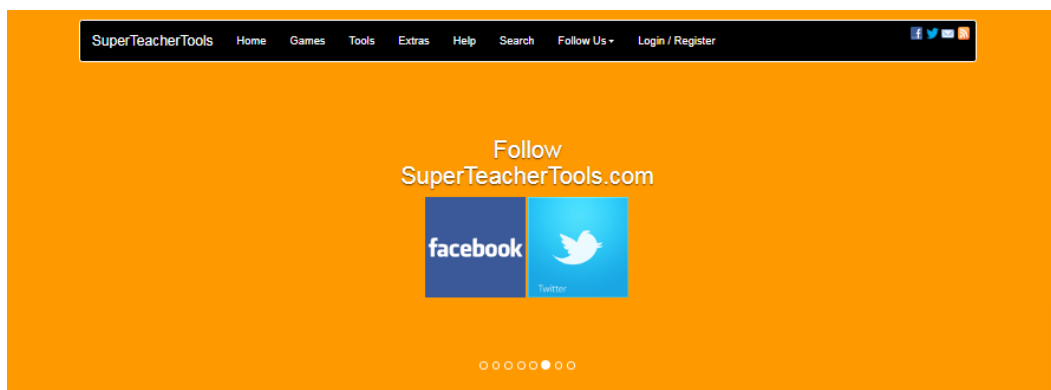 SuperTeacherTools Home Games Tools Extras Help Search Follow Us Login / Register
Follow
SuperTeacherTools.com
facebook
Twitter